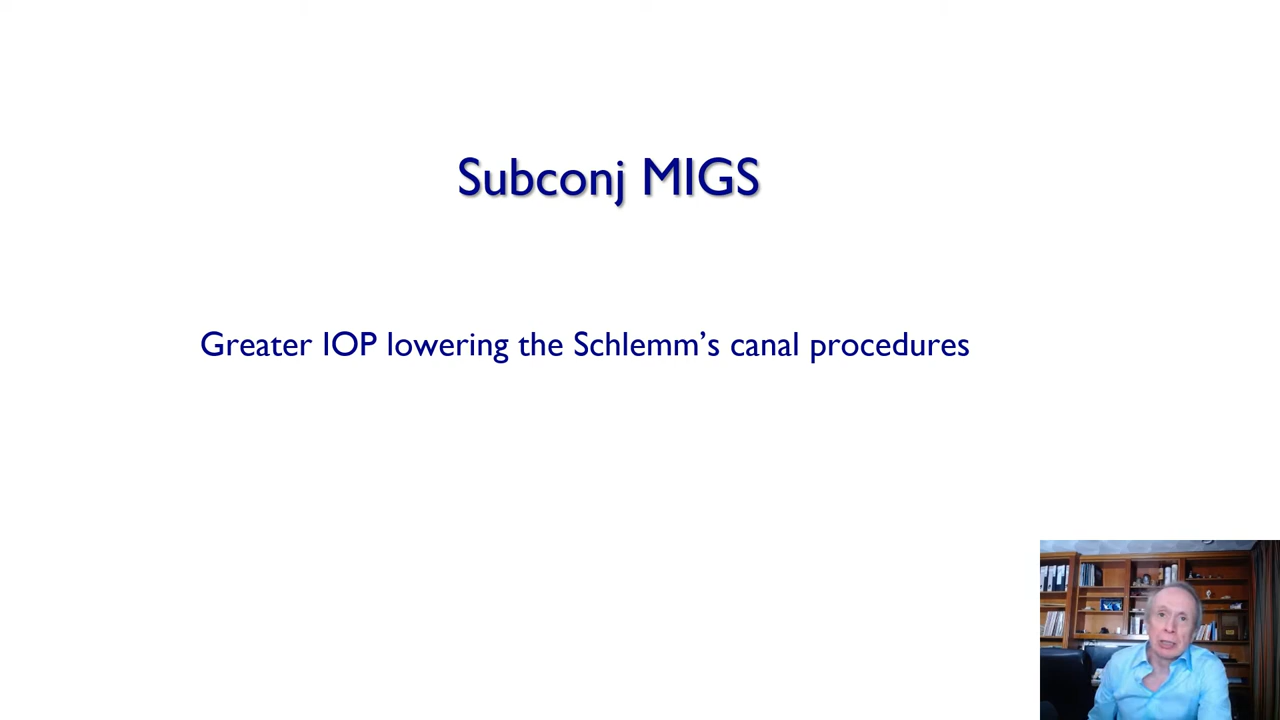 Subconj MIGS
Greater IOP lowering the Schlemm’s canal procedures